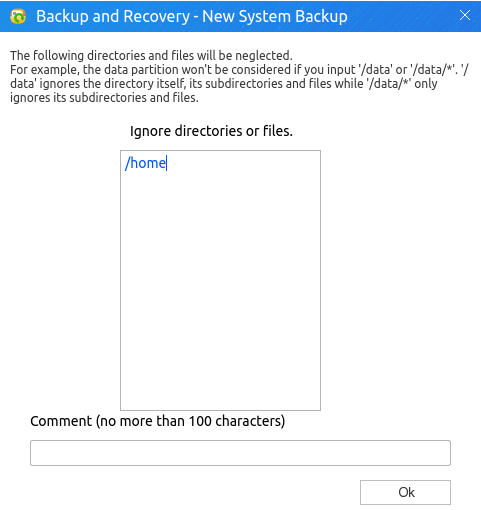 Backup and Recovery - New System Backup
The following directories and files will be neglected.
For example, the data partition won't be considered if you input '/data' or '/data/*'. '/
data' ignores the directory itself, its subdirectories and files while '/data/*' only
ignores its subdirectories and files.
Ignore directories or files.
/home
Comment (no more than 100 characters)
Ok